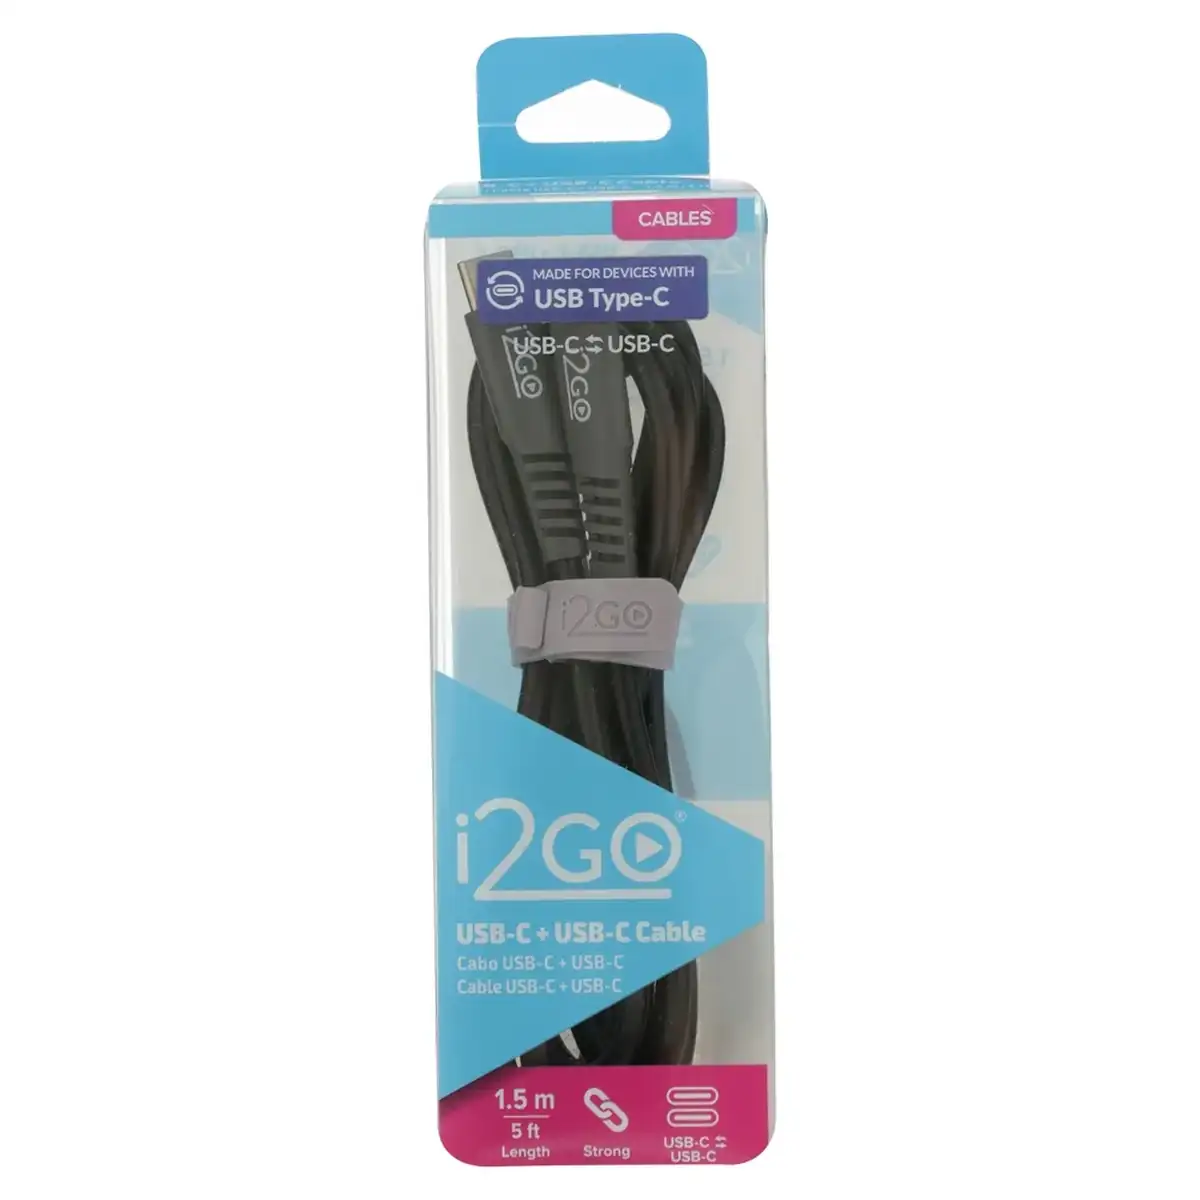 CABLES
MADE FOR DEVICES WITH
USB Type-C
USB-C ⇆ USB-C
i2GO
i2GO
i2GO
i2GO®
USB-C + USB-C Cable
Cabo USB-C + USB-C
Cable USB-C + USB-C
1.5 m
5 ft
Length
Strong
USB-C ⇆
USB-C